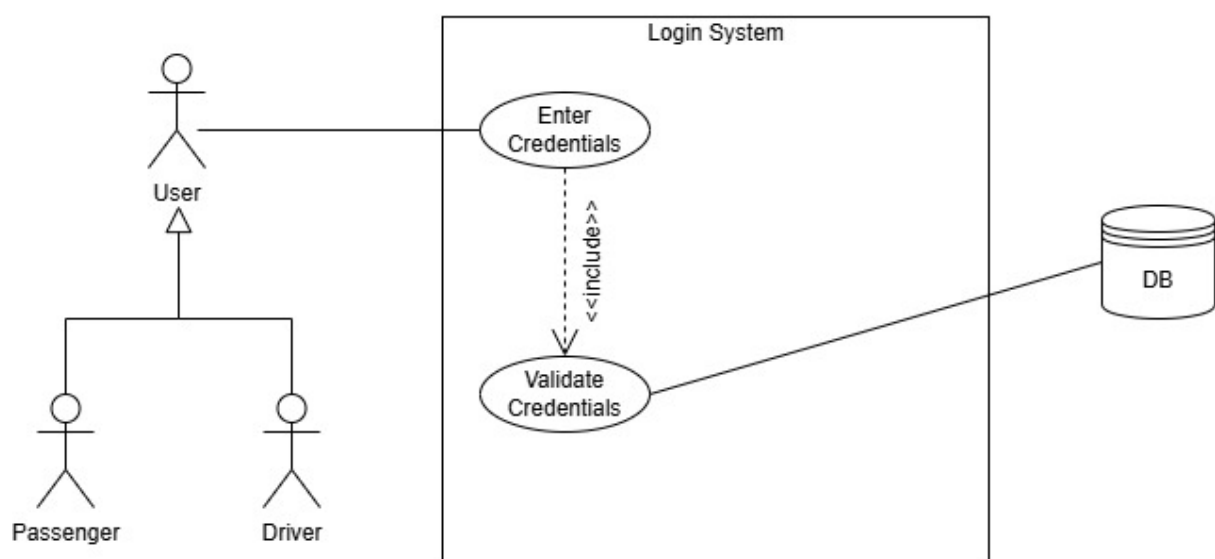 Login System
Enter
Credentials
User
<<include>>
DB
Validate
Credentials
Passenger
Driver